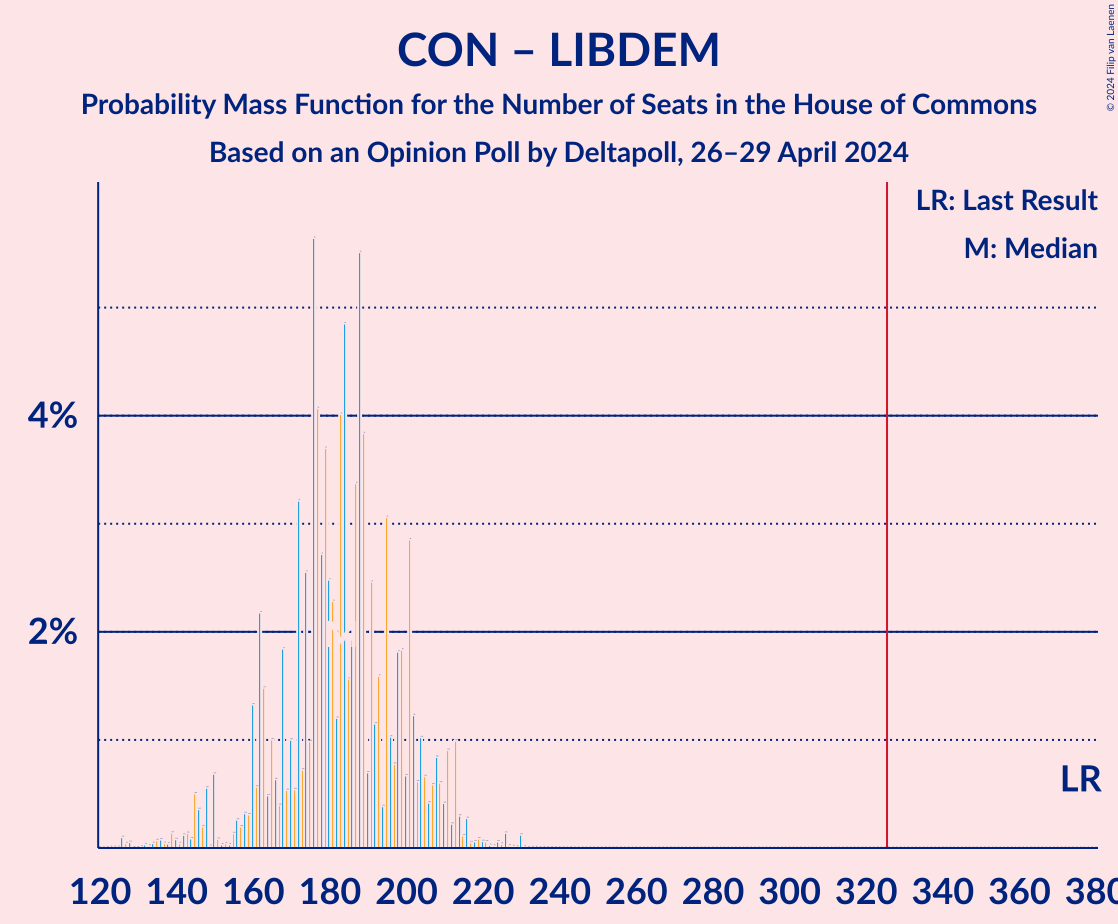 CON – LIBDEM
Probability Mass Function for the Number of Seats in the House of Commons
Based on an Opinion Poll by Deltapoll, 26–29 April 2024
© 2024 Filip van Laenen
LR: Last Result
M: Median
4%
2%
LR
120 140 160 180 200 220 240 260 280 300 320 340 360 380